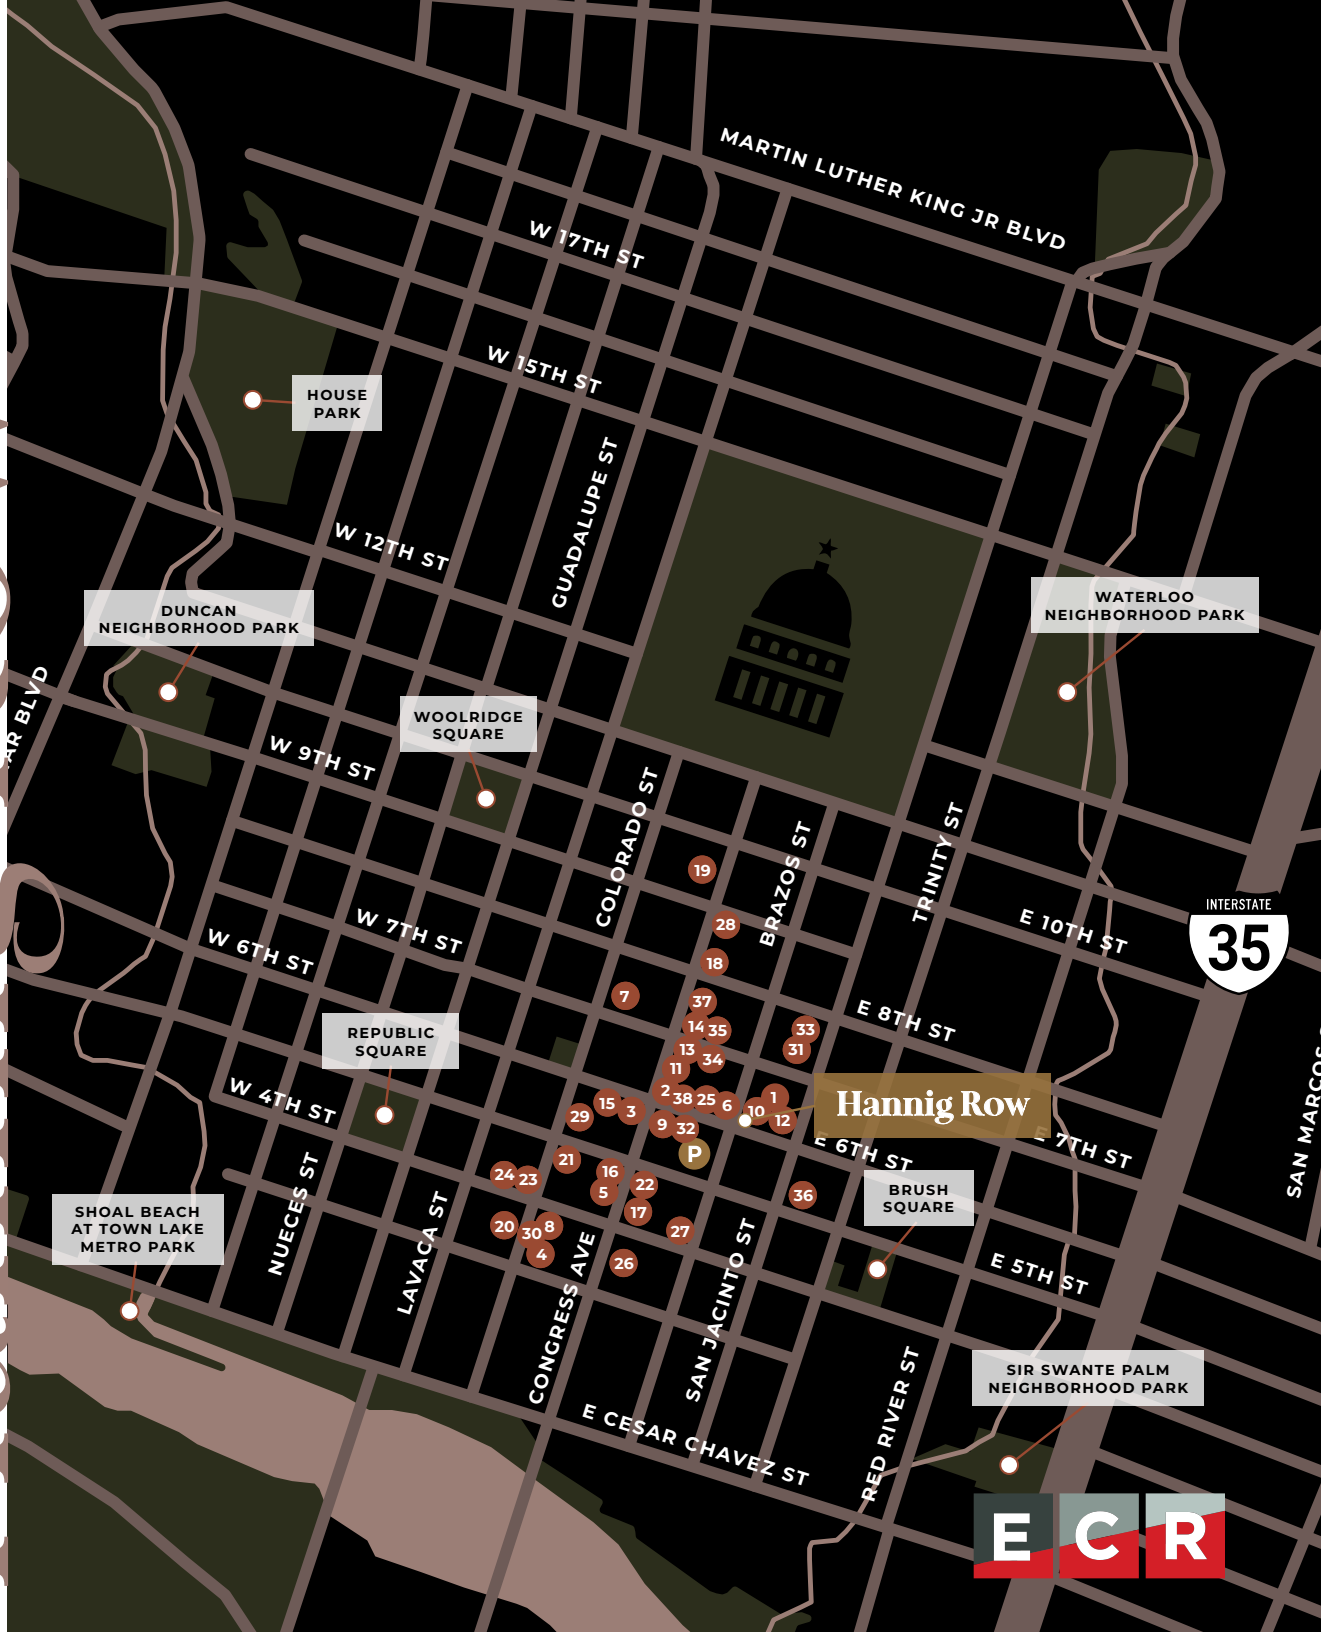 MARTIN LUTHER KING JR BLVD
W 17TH ST
W 15TH ST
HOUSE
PARK
GUADALUPE ST
W 12TH ST
DUNCAN
NEIGHBORHOOD PARK
WATERLOO
NEIGHBORHOOD PARK
AR BLVD
WOOLRIDGE
SQUARE
W 9TH ST
COLORADO ST
BRAZOS ST
TRINITY ST
19
INTERSTATE
35
W 7TH ST
E 10TH ST
28
W 6TH ST
18
7
37
E 8TH ST
14
35
33
REPUBLIC
SQUARE
13
31
34
11
2
38
25
6
1
10
12
Hannig Row
W 4TH ST
15
3
29
9
32
P
E 7TH ST
E 6TH ST
SAN MARCOS
21
24
23
16
5
22
36
BRUSH
SQUARE
NUECES ST
LAVACA ST
SHOAL BEACH
AT TOWN LAKE
METRO PARK
20
30
8
4
17
27
26
CONGRESS AVE
SAN JACINTO ST
E 5TH ST
SIR SWANTE PALM
NEIGHBORHOOD PARK
RED RIVER ST
E CESAR CHAVEZ ST
ECR